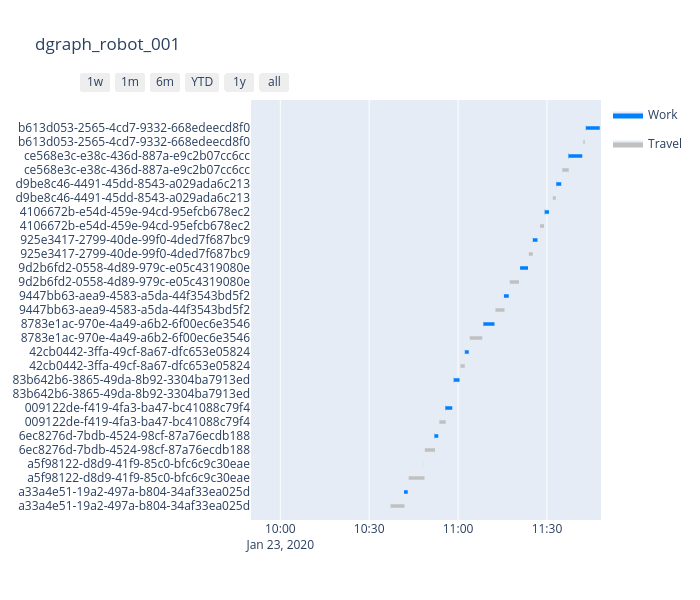 dgraph_robot_001
1w 1m 6m YTD 1y all
Work
Travel
b613d053-2565-4cd7-9332-668edeecd8f0
b613d053-2565-4cd7-9332-668edeecd8f0
ce568e3c-e38c-436d-887a-e9c2b07cc6cc
ce568e3c-e38c-436d-887a-e9c2b07cc6cc
d9be8c46-4491-45dd-8543-a029ada6c213
d9be8c46-4491-45dd-8543-a029ada6c213
4106672b-e54d-459e-94cd-95efcb678ec2
4106672b-e54d-459e-94cd-95efcb678ec2
925e3417-2799-40de-99f0-4ded7f687bc9
925e3417-2799-40de-99f0-4ded7f687bc9
9d2b6fd2-0558-4d89-979c-e05c4319080e
9d2b6fd2-0558-4d89-979c-e05c4319080e
9447bb63-aea9-4583-a5da-44f3543bd5f2
9447bb63-aea9-4583-a5da-44f3543bd5f2
8783e1ac-970e-4a49-a6b2-6f00ec6e3546
8783e1ac-970e-4a49-a6b2-6f00ec6e3546
42cb0442-3ffa-49cf-8a67-dfc653e05824
42cb0442-3ffa-49cf-8a67-dfc653e05824
83b642b6-3865-49da-8b92-3304ba7913ed
83b642b6-3865-49da-8b92-3304ba7913ed
009122de-f419-4fa3-ba47-bc41088c79f4
009122de-f419-4fa3-ba47-bc41088c79f4
6ec8276d-7bdb-4524-98cf-87a76ecdb188
6ec8276d-7bdb-4524-98cf-87a76ecdb188
a5f98122-d8d9-41f9-85c0-bfc6c9c30eae
a5f98122-d8d9-41f9-85c0-bfc6c9c30eae
a33a4e51-19a2-497a-b804-34af33ea025d
a33a4e51-19a2-497a-b804-34af33ea025d
10:00 10:30 11:00 11:30
Jan 23, 2020